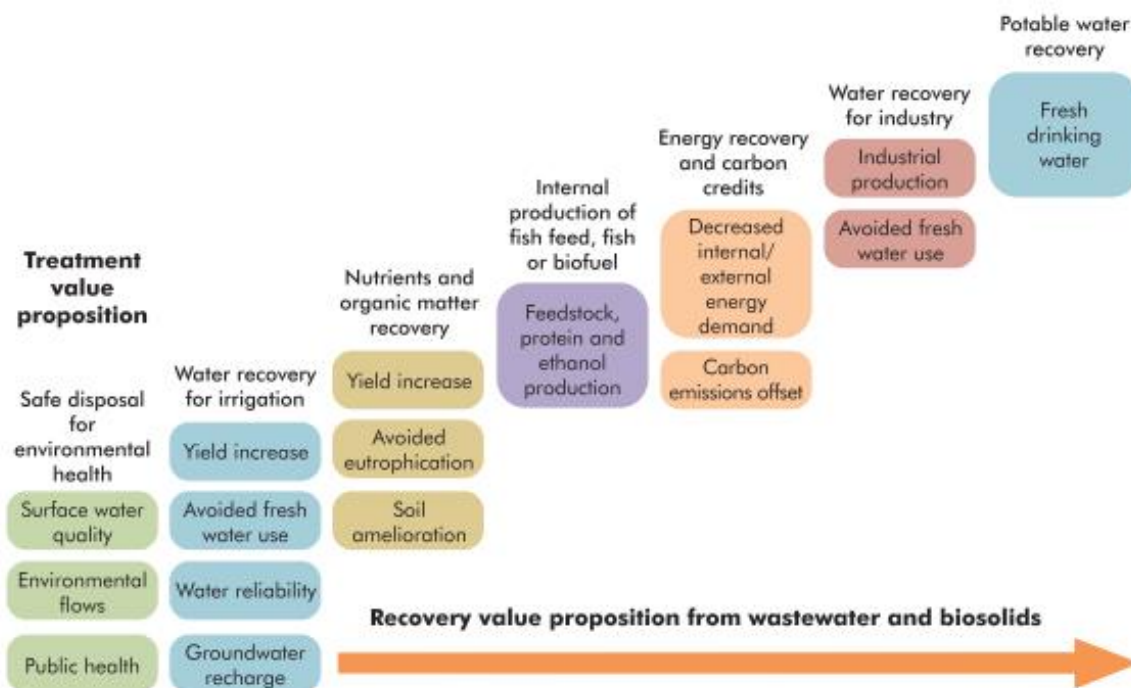 Treatment
value
proposition
Safe disposal
for
environmental
health
Surface water
quality
Environmental
flows
Public health
Water recovery
for irrigation
Yield increase
Avoided fresh
water use
Water reliability
Groundwater
recharge
Nutrients and
organic matter
recovery
Yield increase
Avoided
eutrophication
Soil
amelioration
Internal
production of
fish feed, fish
or biofuel
Feedstock,
protein and
ethanol
production
Energy recovery
and carbon
credits
Decreased
internal/
external
energy
demand
Carbon
emissions offset
Water recovery
for industry
Industrial
production
Avoided fresh
water use
Potable water
recovery
Fresh
drinking
water
Recovery value proposition from wastewater and biosolids